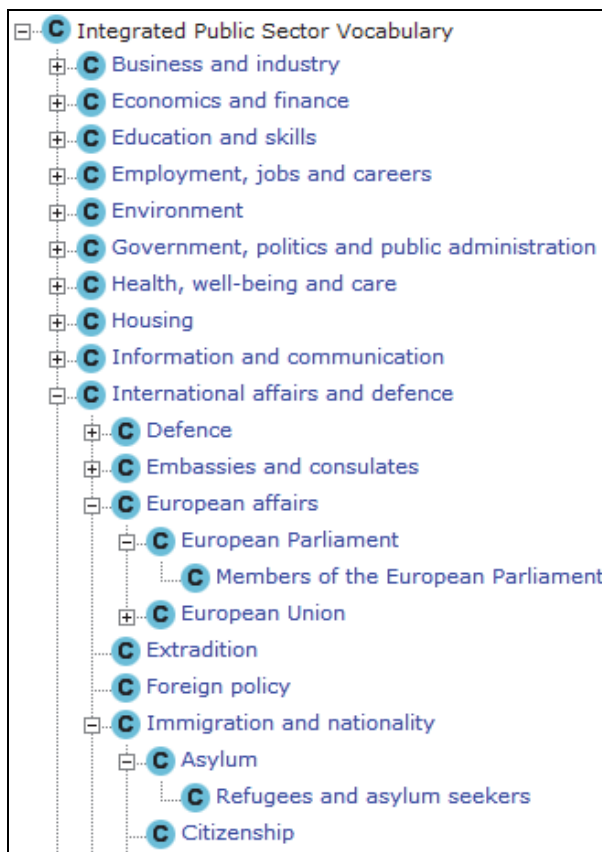 C Integrated Public Sector Vocabulary
C Business and industry
C Economics and finance
C Education and skills
C Employment, jobs and careers
C Environment
C Government, politics and public administration
C Health, well-being and care
C Housing
C Information and communication
C International affairs and defence
C Defence
C Embassies and consulates
C European affairs
C European Parliament
C Members of the European Parliament
C European Union
C Extradition
C Foreign policy
C Immigration and nationality
C Asylum
C Refugees and asylum seekers
C Citizenship